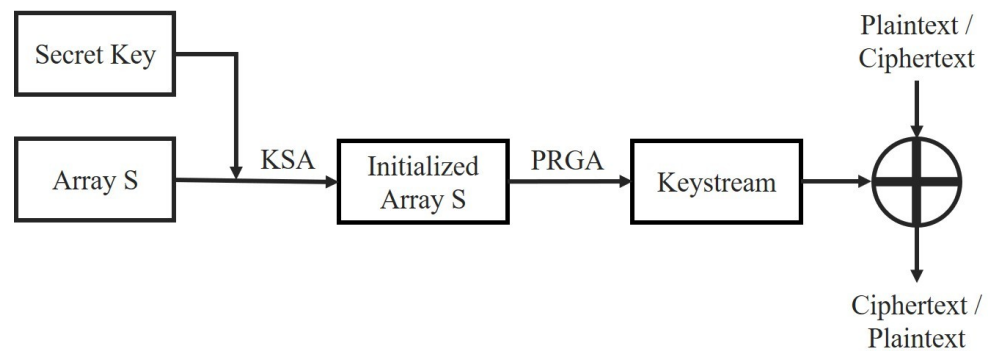 Secret Key
Array S
KSA
Initialized
Array S
PRGA
Keystream
Plaintext /
Ciphertext
Ciphertext /
Plaintext